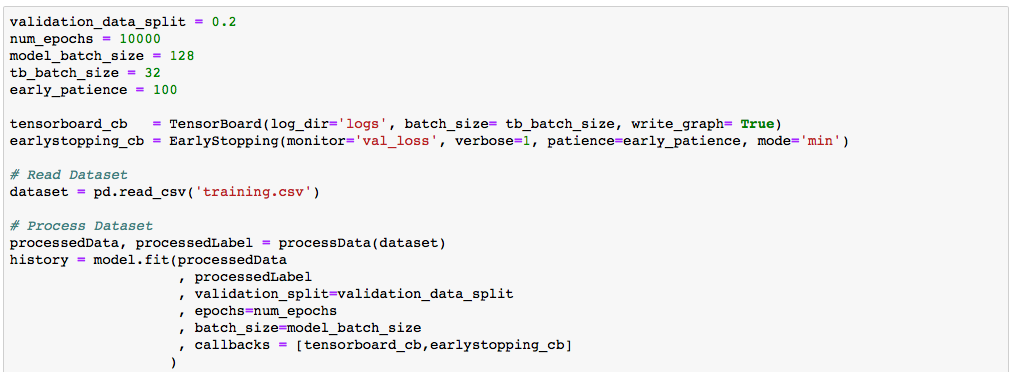 validation_data_split = 0.2
num_epochs = 10000
model_batch_size = 128
tb_batch_size = 32
early_patience = 100
tensorboard_cb   = TensorBoard(log_dir='logs', batch_size= tb_batch_size, write_graph= True)
earlystopping_cb = EarlyStopping(monitor='val_loss', verbose=1, patience=early_patience, mode='min')
# Read Dataset
dataset = pd.read_csv('training.csv')
# Process Dataset
processedData, processedLabel = processData(dataset)
history = model.fit(processedData
                    , processedLabel
                    , validation_split=validation_data_split
                    , epochs=num_epochs
                    , batch_size=model_batch_size
                    , callbacks = [tensorboard_cb,earlystopping_cb]
                   )